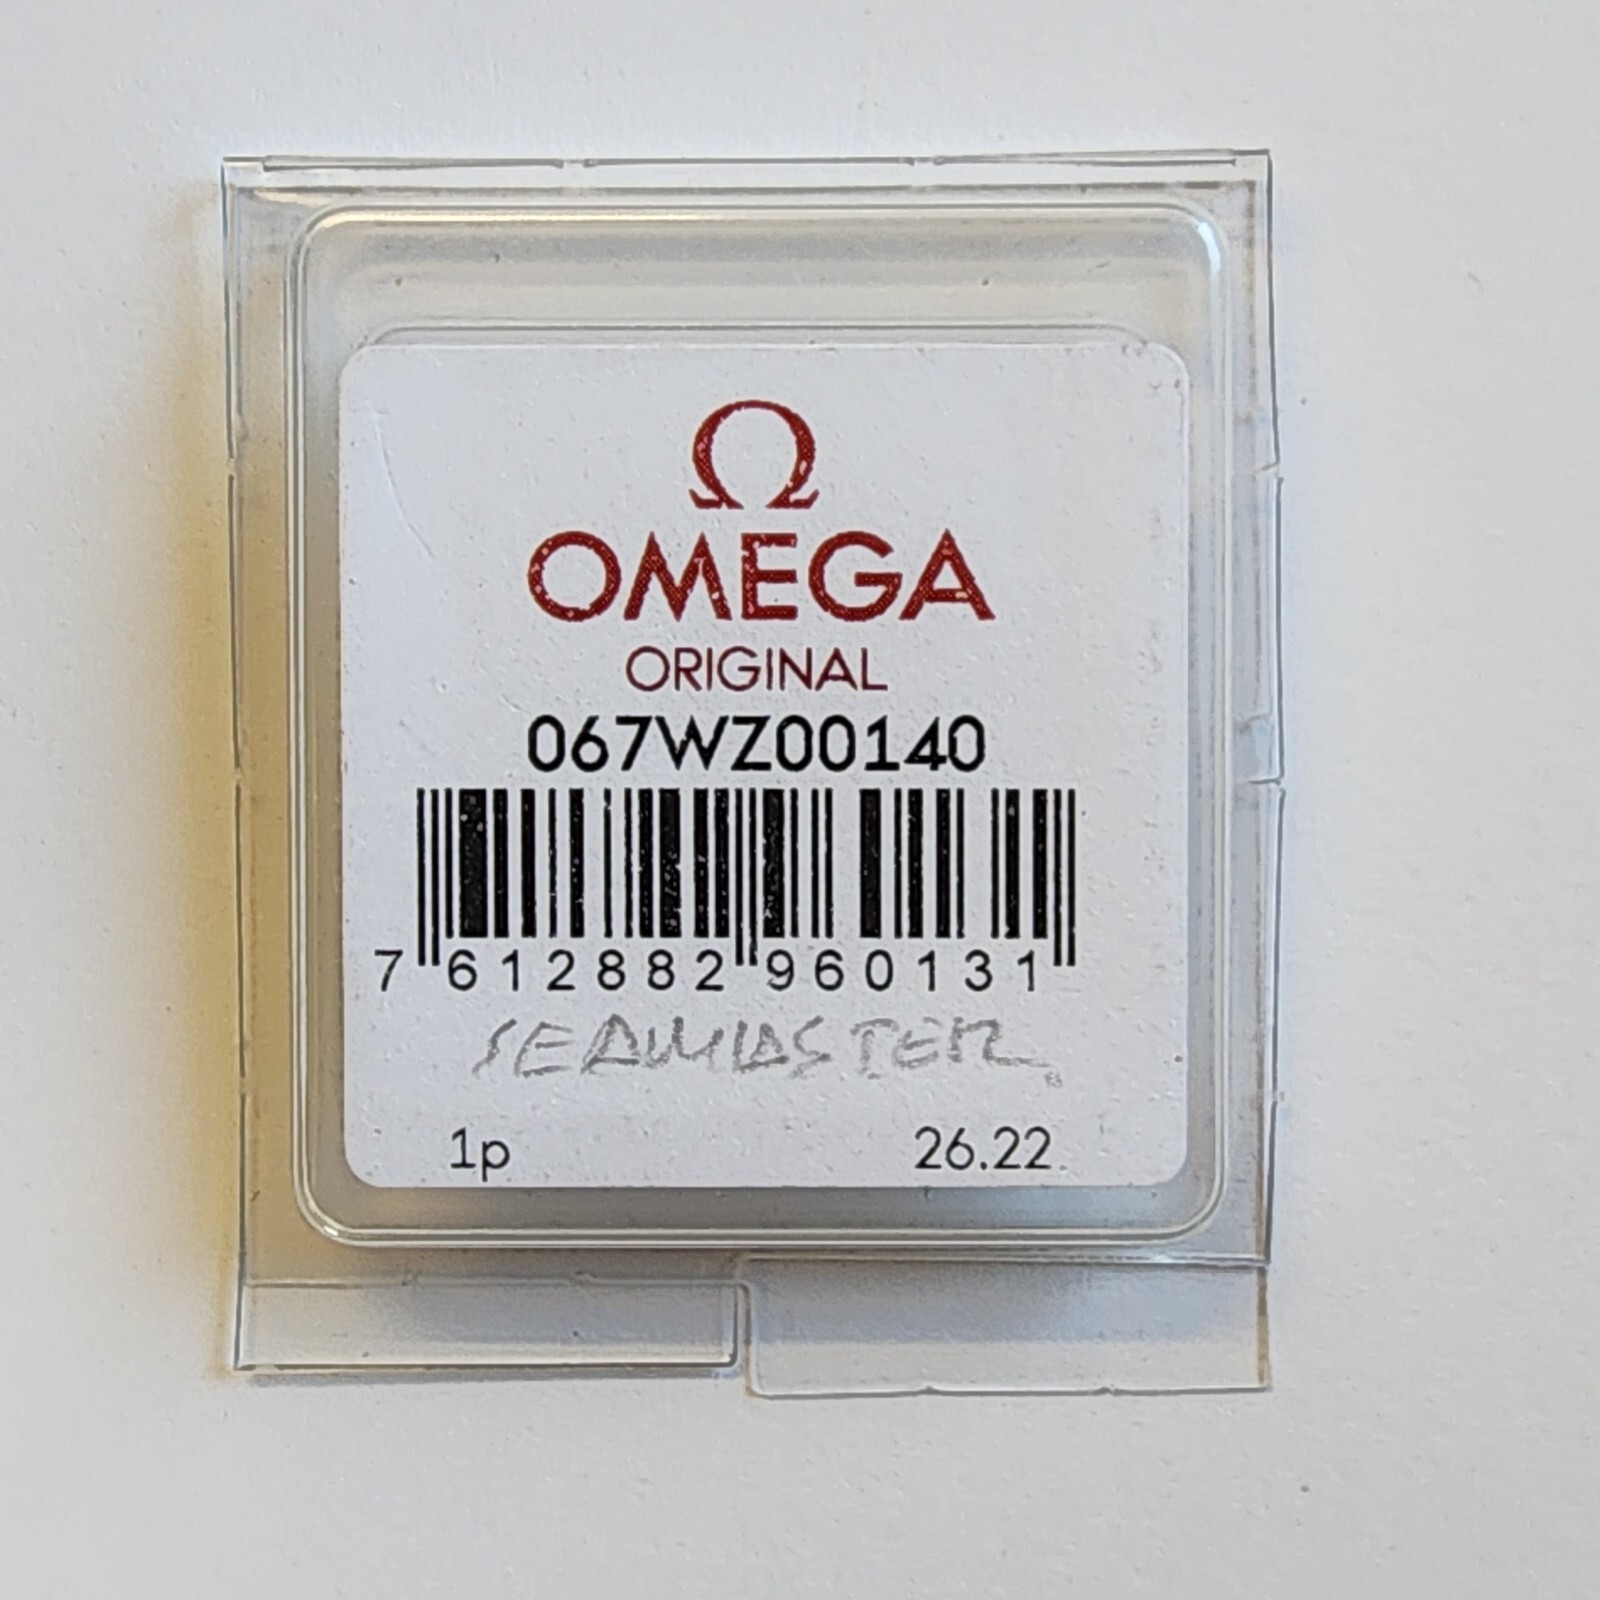 Ω
OMEGA
ORIGINAL
067WZ00140
7 612882 960131
SEAMASTER
1p 26.22